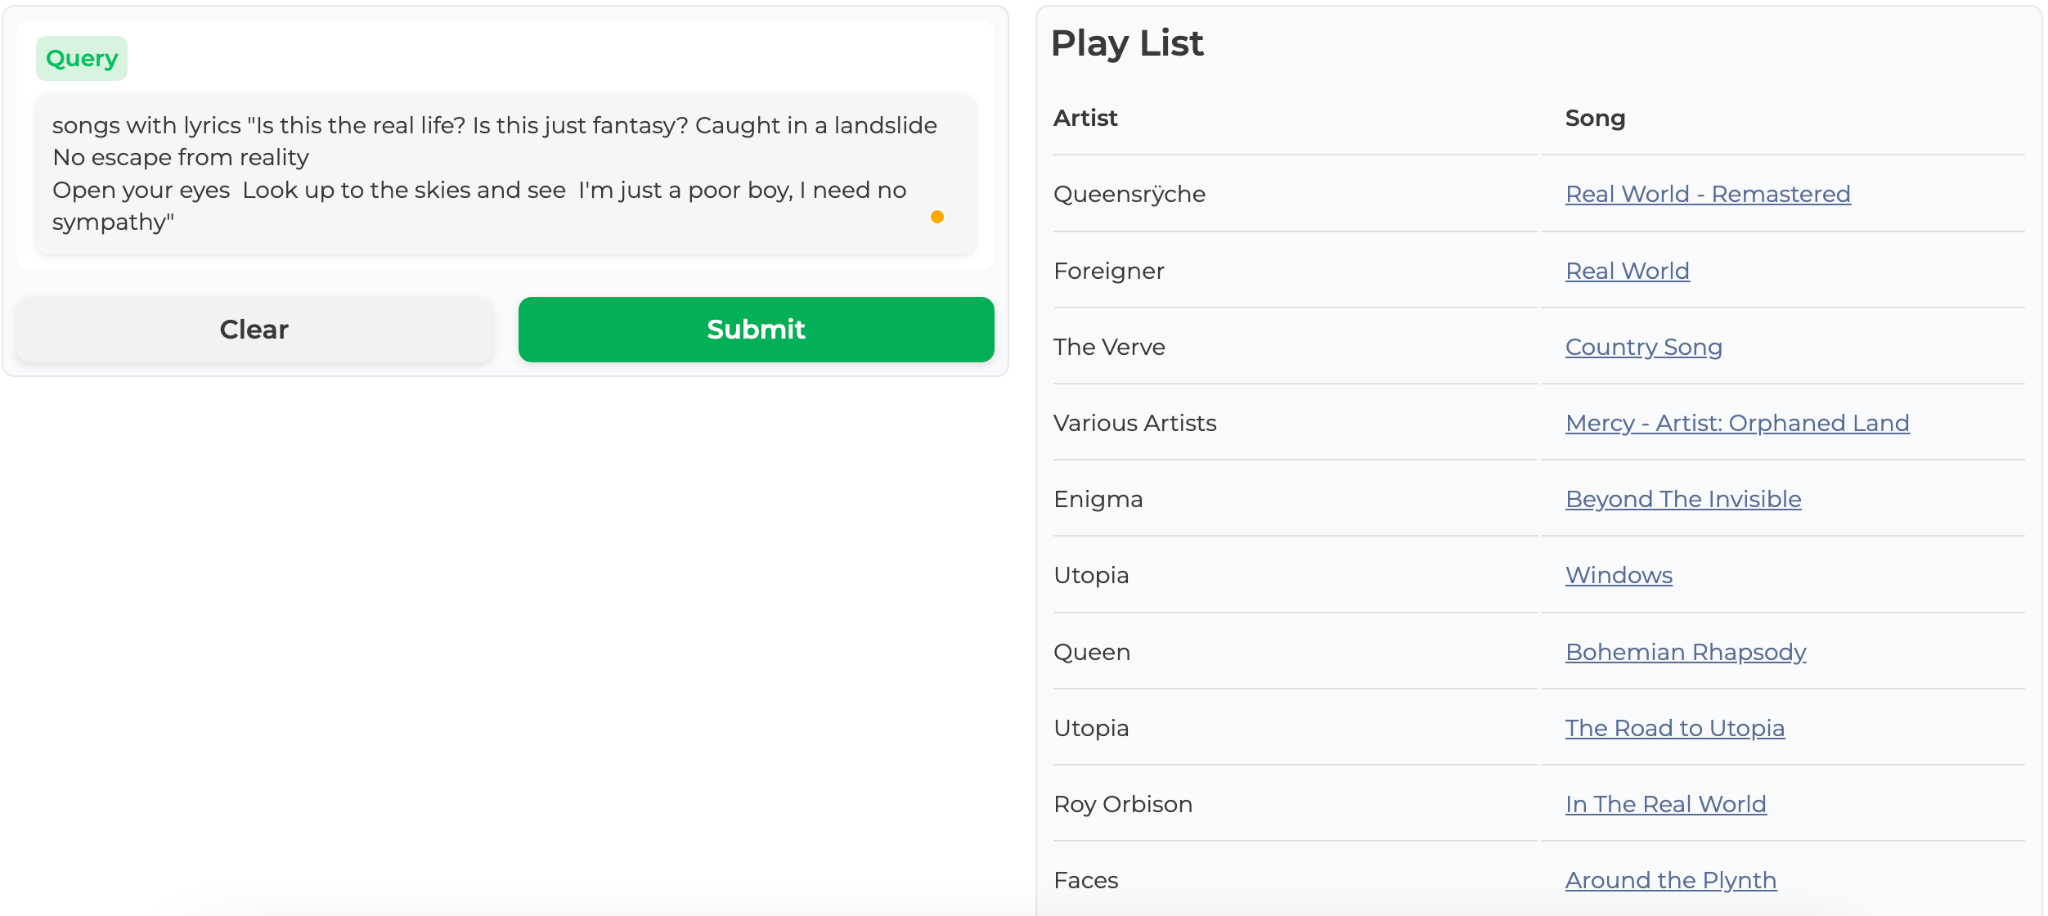 Query
songs with lyrics "Is this the real life? Is this just fantasy? Caught in a landslide
No escape from reality
Open your eyes  Look up to the skies and see  I'm just a poor boy, I need no
sympathy"
Clear
Submit
Play List
Artist Song
Queensrÿche Real World - Remastered
Foreigner Real World
The Verve Country Song
Various Artists Mercy - Artist: Orphaned Land
Enigma Beyond The Invisible
Utopia Windows
Queen Bohemian Rhapsody
Utopia The Road to Utopia
Roy Orbison In The Real World
Faces Around the Plynth